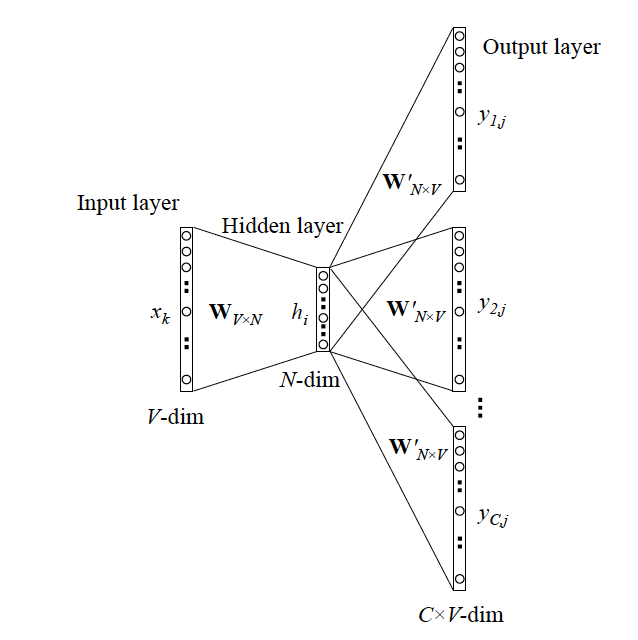 Output layer
y1,j
W'N×V
Input layer
Hidden layer
xk
WV×N
hi
W'N×V
y2,j
N-dim
V-dim
W'N×V
yC,j
C×V-dim